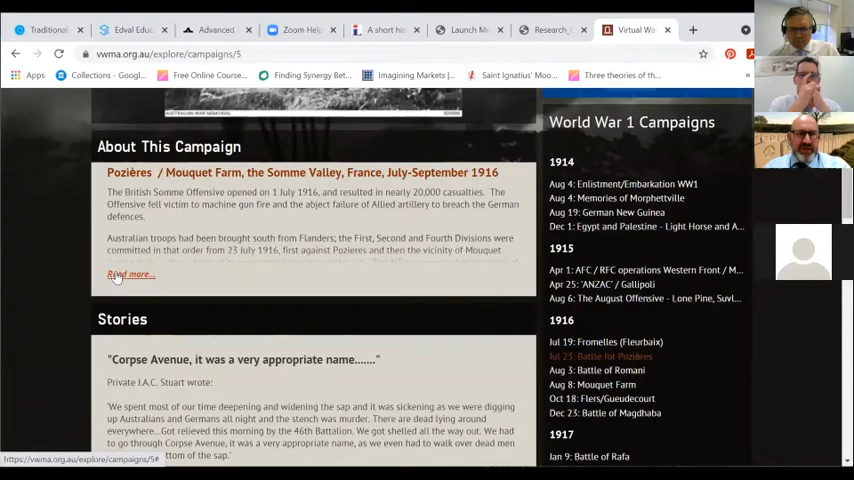 Traditional
Edval Educ
Advanced
Zoom Help
A short his
Launch Me
Research_
Virtual Wa
vwma.org.au/explore/campaigns/5
Apps
Collections - Googl...
Free Online Course...
Finding Synergy Bet...
Imagining Markets |...
Saint Ignatius' Moo...
Three theories of th...
»
AUSTRALIAN WAR MEMORIAL
About This Campaign
Pozières / Mouquet Farm, the Somme Valley, France, July-September 1916
The British Somme Offensive opened on 1 July 1916, and resulted in nearly 20,000 casualties. The
Offensive fell victim to machine gun fire and the abject failure of Allied artillery to breach the German
defences.
Australian troops had been brought south from Flanders; the First, Second and Fourth Divisions were
committed in that order from 23 July 1916, first against Pozieres and then the vicinity of Mouquet
Read more...
Stories
"Corpse Avenue, it was a very appropriate name......."
Private J.A.C. Stuart wrote:
'We spent most of our time deepening and widening the sap and it was sickening as we were digging
up Australians and Germans all night and the stench was murder. There are dead lying around
everywhere...Got relieved this morning by the 46th Battalion. We got shelled all the way out. We had
to go through Corpse Avenue, it was a very appropriate name, as we even had to walk over dead men
ottom of the sap.'
https://vwma.org.au/explore/campaigns/5#
World War 1 Campaigns
1914
Aug 4: Enlistment/Embarkation WW1
Aug 4: Memories of Morphettville
Aug 19: German New Guinea
Dec 1: Egypt and Palestine - Light Horse and A...
1915
Apr 1: AFC / RFC operations Western Front / M...
Apr 25: 'ANZAC' / Gallipoli
Aug 6: The August Offensive - Lone Pine, Suvl...
1916
Jul 19: Fromelles (Fleurbaix)
Jul 23: Battle for Pozières
Aug 3: Battle of Romani
Aug 8: Mouquet Farm
Oct 18: Flers/Gueudecourt
Dec 23: Battle of Magdhaba
1917
Jan 9: Battle of Rafa